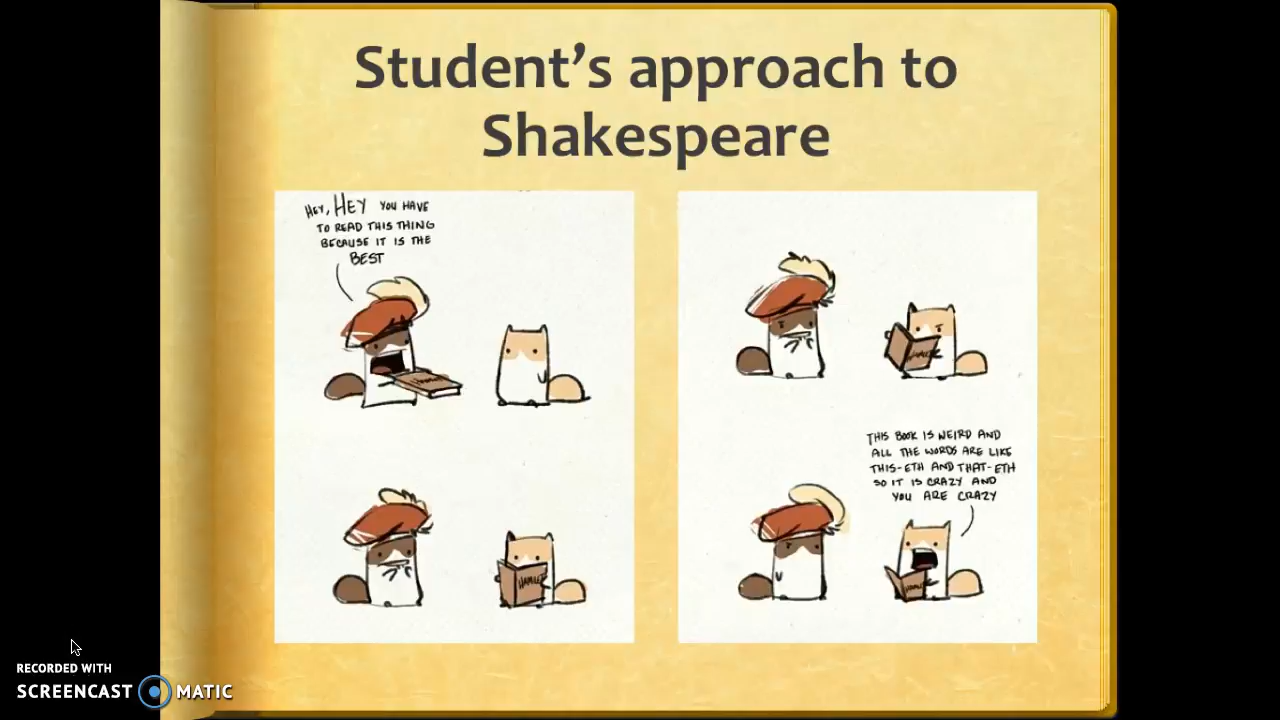 Student's approach to
Shakespeare
HEY, HEY YOU HAVE
TO READ THIS THING
BECAUSE IT IS THE
BEST
HAMLET
THIS BOOK IS WEIRD AND
ALL THE WORDS ARE LIKE
THIS-ETH AND THAT-ETH
SO IT IS CRAZY AND
YOU ARE CRAZY
RECORDED WITH
SCREENCAST MATIC